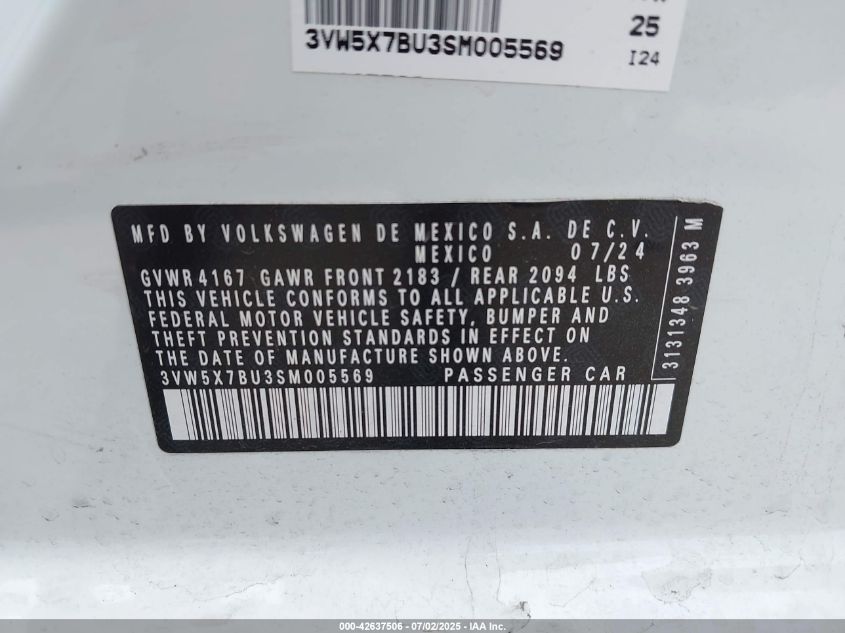 3VW5X7BU3SM005569
25
I24
MFD BY VOLKSWAGEN DE MEXICO S.A. DE C.V.
MEXICO 07/24
GVWR 4167 GAWR FRONT 2183 / REAR 2094 LBS
THIS VEHICLE CONFORMS TO ALL APPLICABLE U.S.
FEDERAL MOTOR VEHICLE SAFETY, BUMPER AND
THEFT PREVENTION STANDARDS IN EFFECT ON
THE DATE OF MANUFACTURE SHOWN ABOVE.
3VW5X7BU3SM005569 PASSENGER CAR
3131348 3963 M
000-42637506 - 07/02/2025 - IAA Inc.